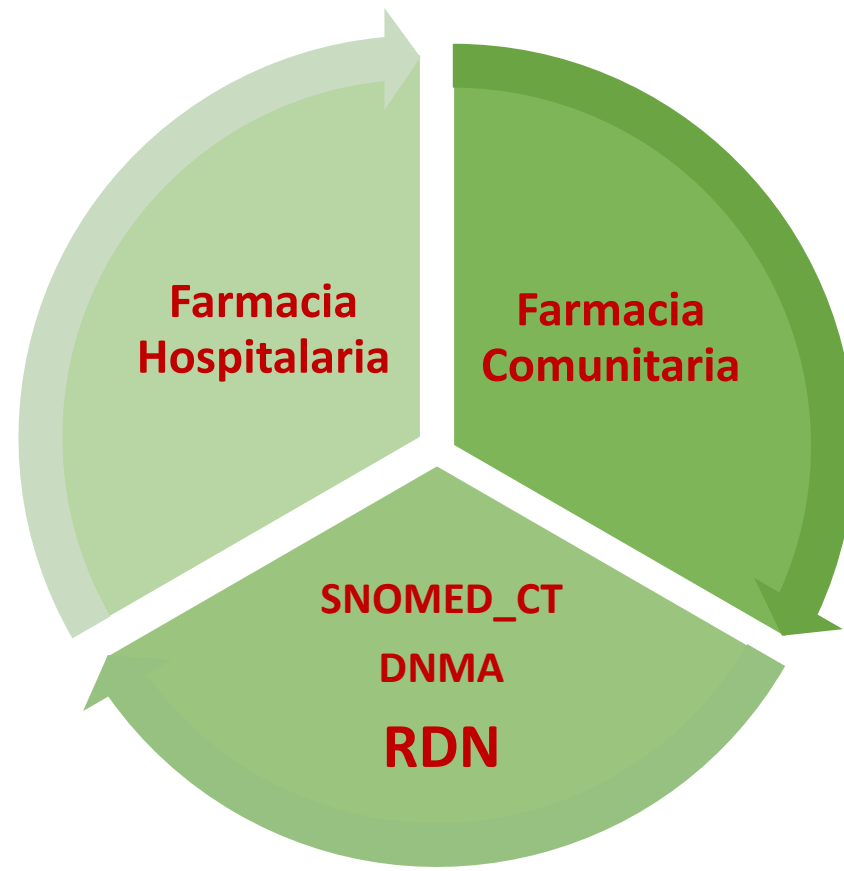 Farmacia
Hospitalaria
Farmacia
Comunitaria
SNOMED_CT
DNMA
RDN